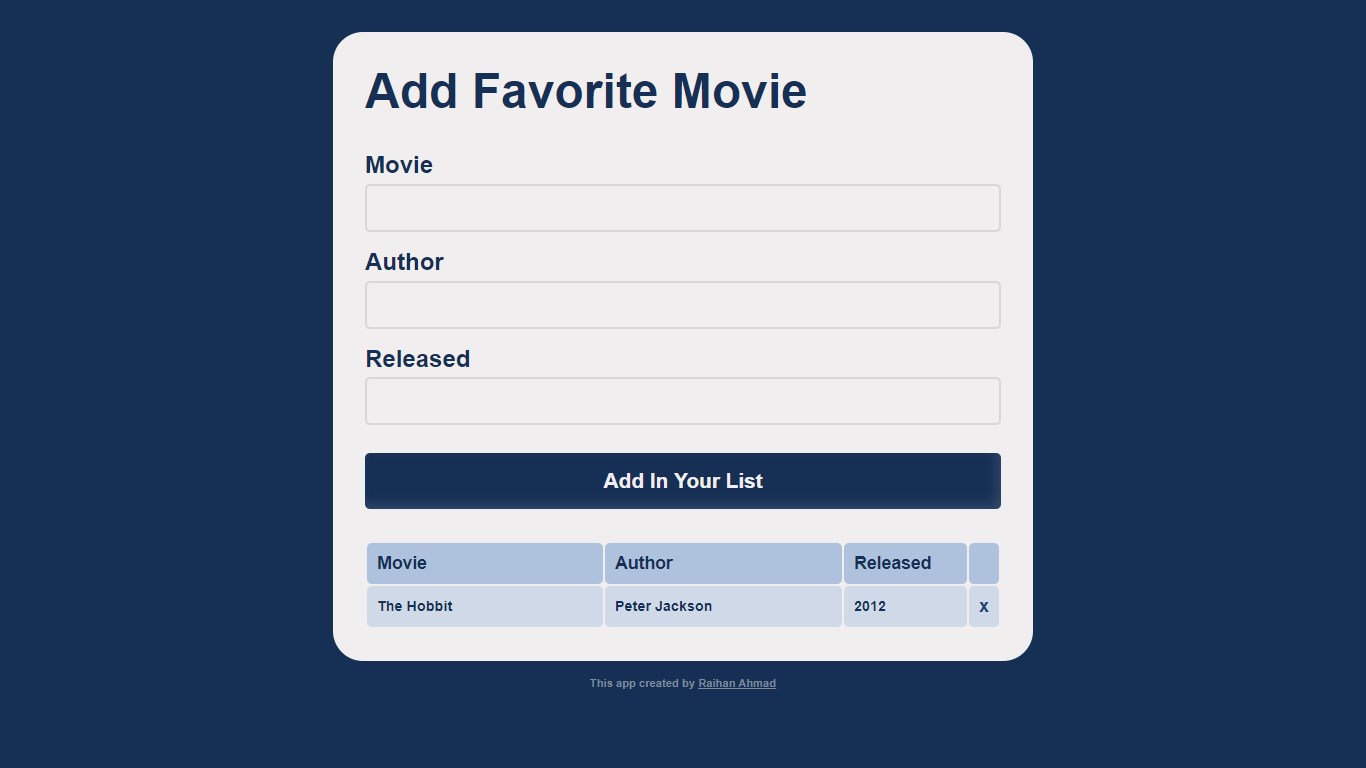 Add Favorite Movie
Movie
Author
Released
Add In Your List
Movie Author Released
The Hobbit Peter Jackson 2012 x
This app created by Raihan Ahmad